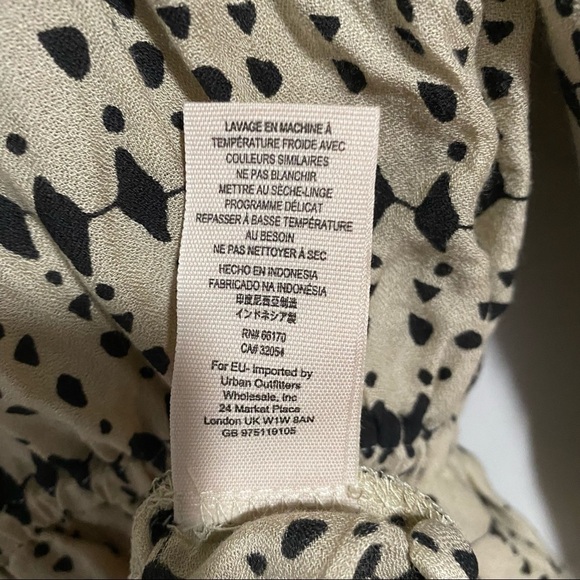 LAVAGE EN MACHINE À
TEMPÉRATURE FROIDE AVEC
COULEURS SIMILAIRES
NE PAS BLANCHIR
METTRE AU SÈCHE-LINGE
PROGRAMME DÉLICAT
REPASSER À BASSE TEMPÉRATURE
AU BESOIN
NE PAS NETTOYER À SEC
HECHO EN INDONESIA
FABRICADO NA INDONÉSIA
印度尼西亚制造
インドネシア製
RN# 66170
CA# 32054
For EU- Imported by
Urban Outfitters
Wholesale, Inc
24 Market Place
London UK W1W 8AN
GB 975119105